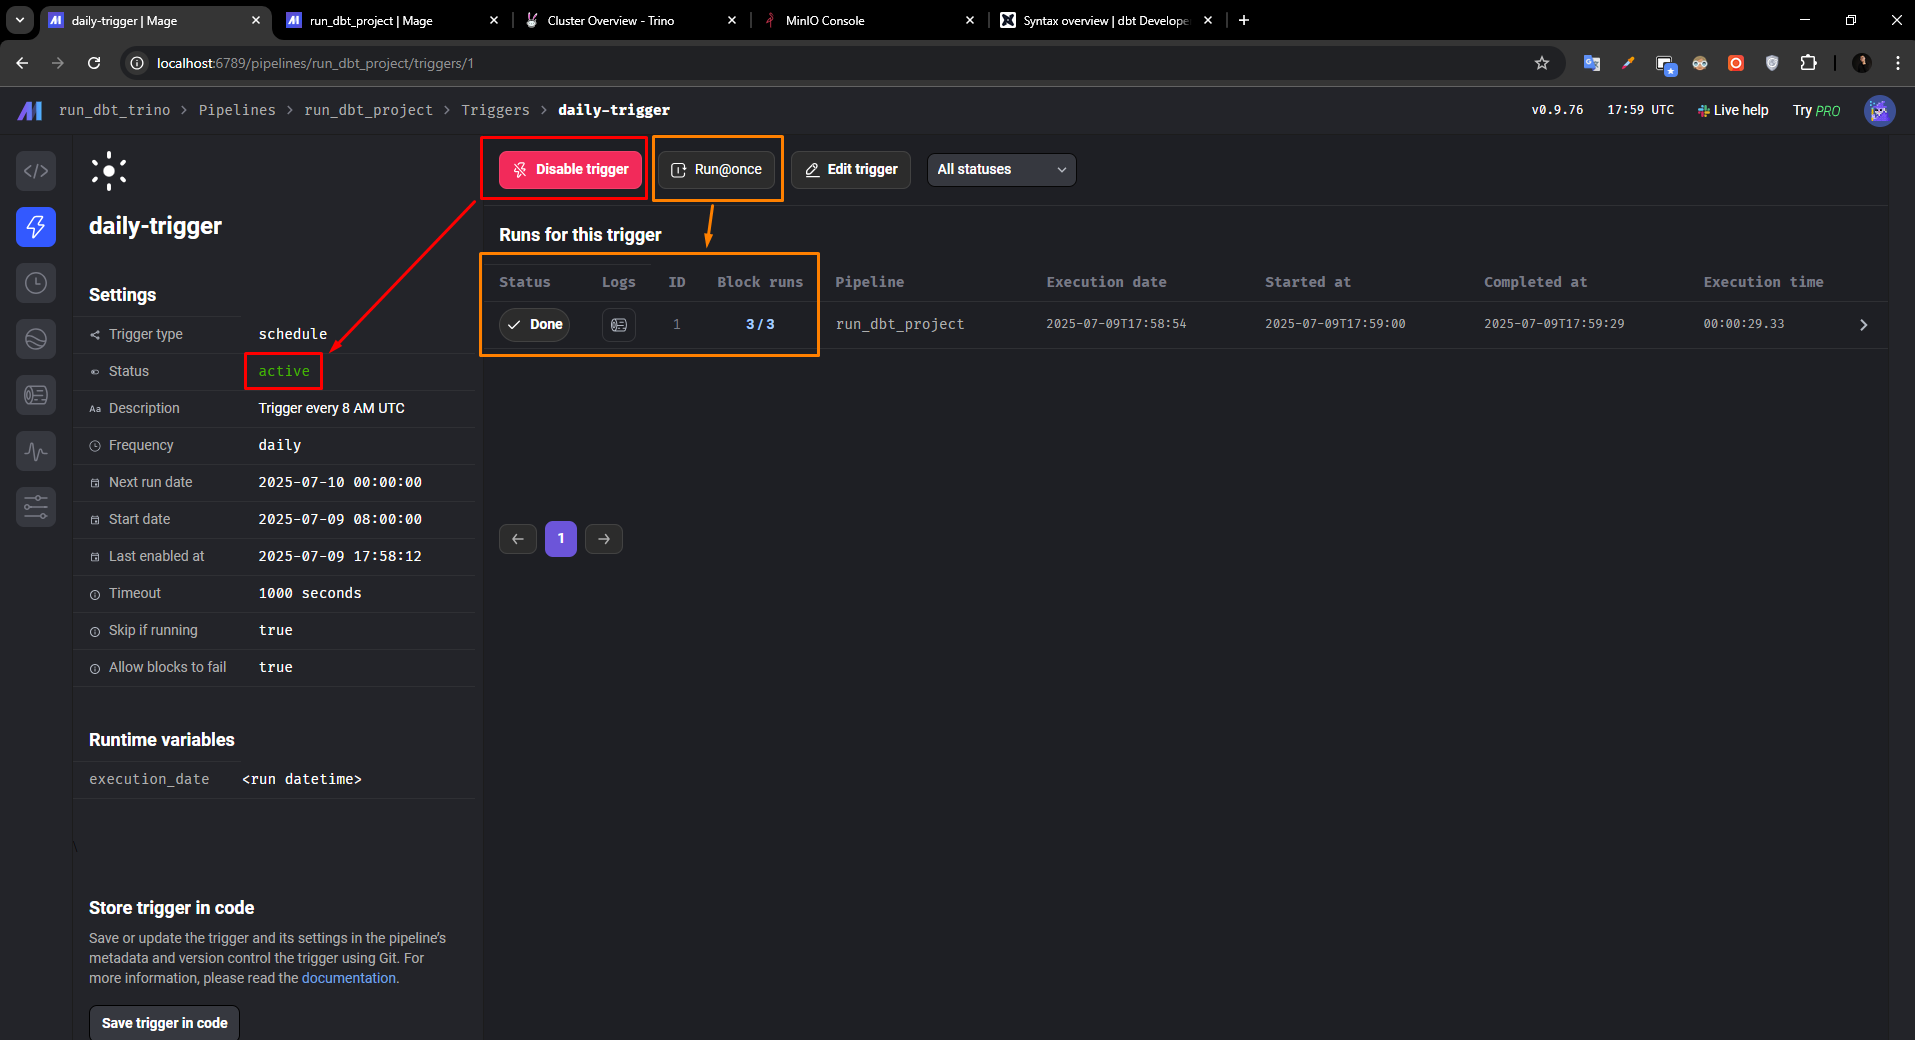 daily-trigger | Mage
run_dbt_project | Mage
Cluster Overview - Trino
MinIO Console
Syntax overview | dbt Develope
localhost:6789/pipelines/run_dbt_project/triggers/1
run_dbt_trino > Pipelines > run_dbt_project > Triggers > daily-trigger
v0.9.76 17:59 UTC Live help Try PRO
Disable trigger Run@once Edit trigger All statuses
daily-trigger
Settings
Trigger type schedule
Status active
Description Trigger every 8 AM UTC
Frequency daily
Next run date 2025-07-10 00:00:00
Start date 2025-07-09 08:00:00
Last enabled at 2025-07-09 17:58:12
Timeout 1000 seconds
Skip if running true
Allow blocks to fail true
Runtime variables
execution_date <run datetime>
Store trigger in code
Save or update the trigger and its settings in the pipeline's
metadata and version control the trigger using Git. For
more information, please read the documentation.
Save trigger in code
Runs for this trigger
Status Logs ID Block runs Pipeline Execution date Started at Completed at Execution time
Done 1 3 / 3 run_dbt_project 2025-07-09T17:58:54 2025-07-09T17:59:00 2025-07-09T17:59:29 00:00:29.33
1